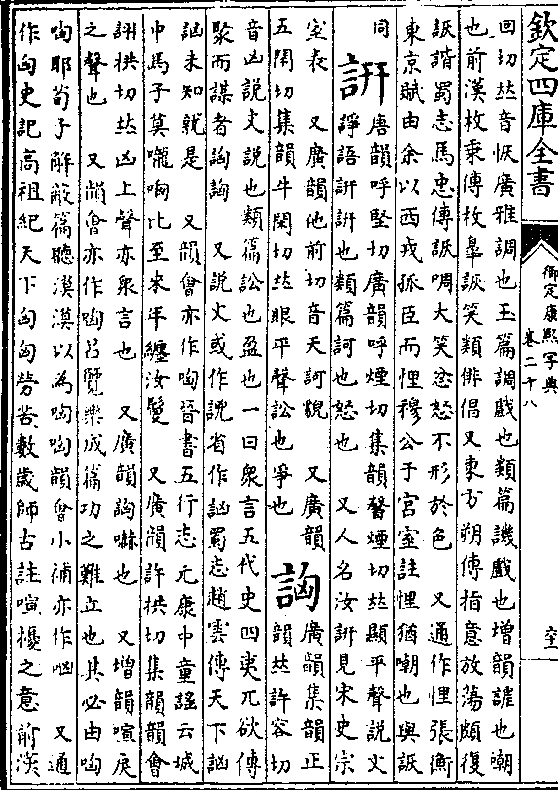 欽定四庫全書
御定康熙字典
卷二十八
六十
回切𠀤音恢廣雅調也玉篇調戲也類篇譏戲也增韻謔也嘲
也前漢枚乗傳枚臯詼笑類俳倡又東方朔傳指意放蕩頗復
詼諧蜀志馬忠傳詼啁大笑忿怒不形於色　又通作悝張衡
東京賦由余以西戎孤臣而悝穆公于宫室註悝猶嘲也與詼
同
詽
唐韻呼堅切廣韻呼煙切集韻馨煙切𠀤顯平聲說文
諍語詽詽也類篇訶也怒也　又人名汝詽見宋史宗
室表　又廣韻他前切音天訶貌　又廣韻
五閑切集韻牛閑切𠀤眼平聲訟也爭也
詾
廣韻集韻正
韻𠀤許容切
音凶說文說也類篇訟也盈也一曰衆言五代史四夷兀欲傳
聚而謀者詾詾　又說文或作說省作訩蜀志趙雲傳天下訩
訩未知孰是　又韻會亦作哅晉書五行志元康中童謠云城
中馬子莫嚨哅比至來年纏汝鬉　又廣韻許拱切集韻韻會
詡拱切𠀤凶上聲亦衆言也　又廣韻詾嚇也　又增韻喧戾
之聲也　又韻會亦作哅吕覽樂成篇功之難立也其必由哅
哅耶荀子解蔽篇聽漠漠以為哅哅韻會小補亦作恟　又通
作匈史記高祖紀天下匈匈勞苦數歲師古註喧擾之意前漢